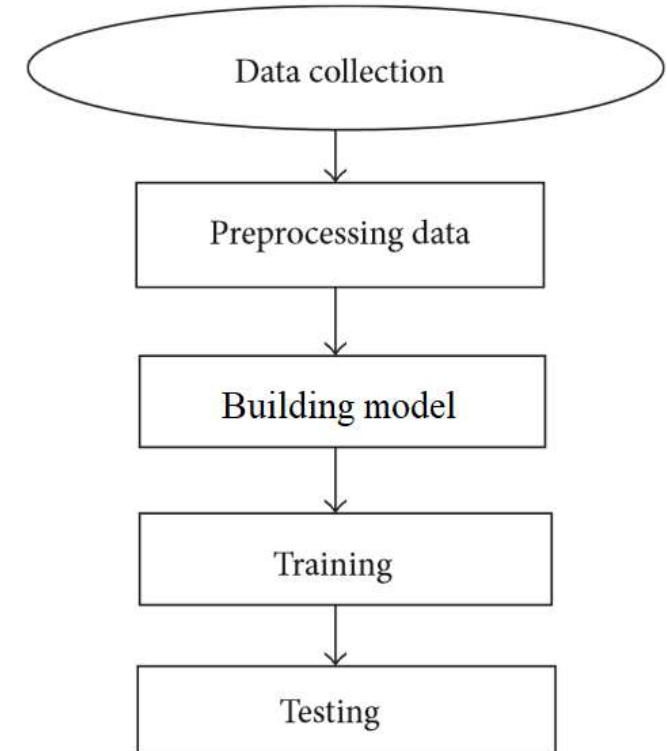 Data collection
Preprocessing data
Building model
Training
Testing